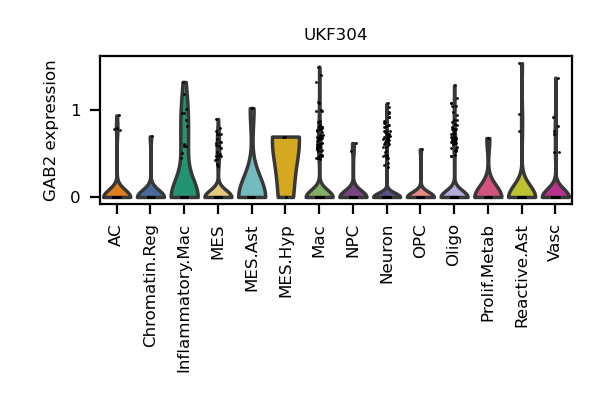 UKF304
GAB2 expression
1
0
AC
Chromatin.Reg
Inflammatory.Mac
MES
MES.Ast
MES.Hyp
Mac
NPC
Neuron
OPC
Oligo
Prolif.Metab
Reactive.Ast
Vasc